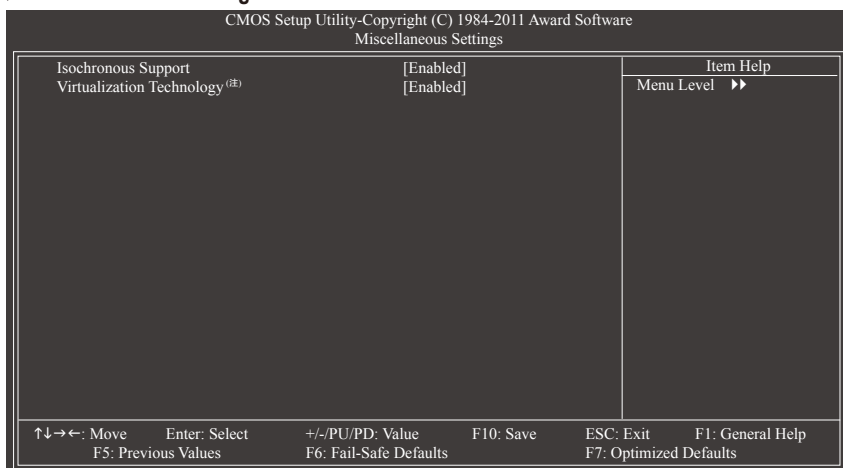 CMOS Setup Utility-Copyright (C) 1984-2011 Award Software
Miscellaneous Settings
Isochronous Support [Enabled]
Virtualization Technology(注) [Enabled]
Item Help
Menu Level ▶▶
↑↓→←: Move Enter: Select +/-/PU/PD: Value F10: Save ESC: Exit F1: General Help
F5: Previous Values F6: Fail-Safe Defaults F7: Optimized Defaults